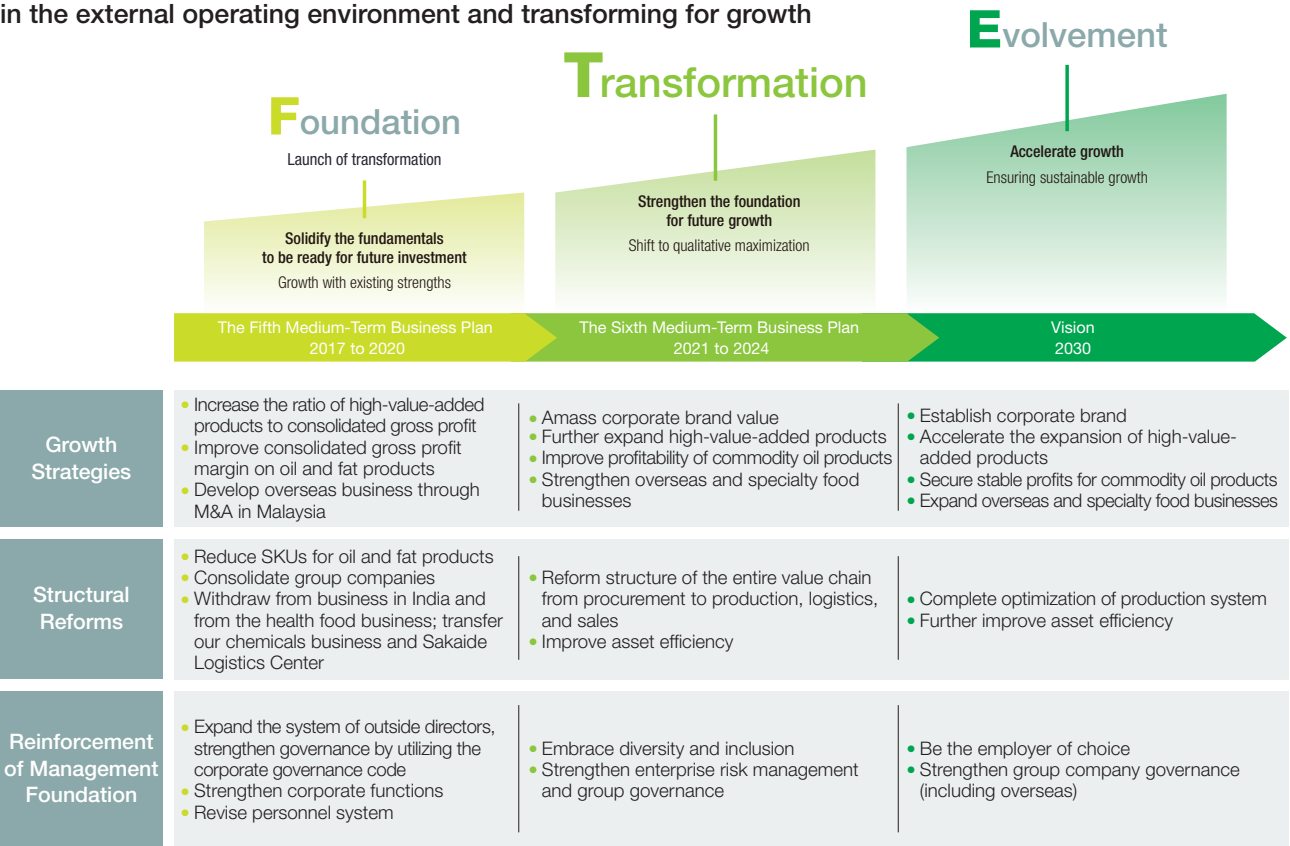 in the external operating environment and transforming for growth
Foundation
Launch of transformation
Solidify the fundamentals
to be ready for future investment
Growth with existing strengths
Transformation
Strengthen the foundation
for future growth
Shift to qualitative maximization
Evolvement
Accelerate growth
Ensuring sustainable growth
The Fifth Medium-Term Business Plan
2017 to 2020
The Sixth Medium-Term Business Plan
2021 to 2024
Vision
2030
Growth
Strategies
• Increase the ratio of high-value-added
products to consolidated gross profit
• Improve consolidated gross profit
margin on oil and fat products
• Develop overseas business through
M&A in Malaysia
• Amass corporate brand value
• Further expand high-value-added products
• Improve profitability of commodity oil products
• Strengthen overseas and specialty food
businesses
• Establish corporate brand
• Accelerate the expansion of high-value-
added products
• Secure stable profits for commodity oil products
• Expand overseas and specialty food businesses
Structural
Reforms
• Reduce SKUs for oil and fat products
• Consolidate group companies
• Withdraw from business in India and
from the health food business; transfer
our chemicals business and Sakaide
Logistics Center
• Reform structure of the entire value chain
from procurement to production, logistics,
and sales
• Improve asset efficiency
• Complete optimization of production system
• Further improve asset efficiency
Reinforcement
of Management
Foundation
• Expand the system of outside directors,
strengthen governance by utilizing the
corporate governance code
• Strengthen corporate functions
• Revise personnel system
• Embrace diversity and inclusion
• Strengthen enterprise risk management
and group governance
• Be the employer of choice
• Strengthen group company governance
(including overseas)